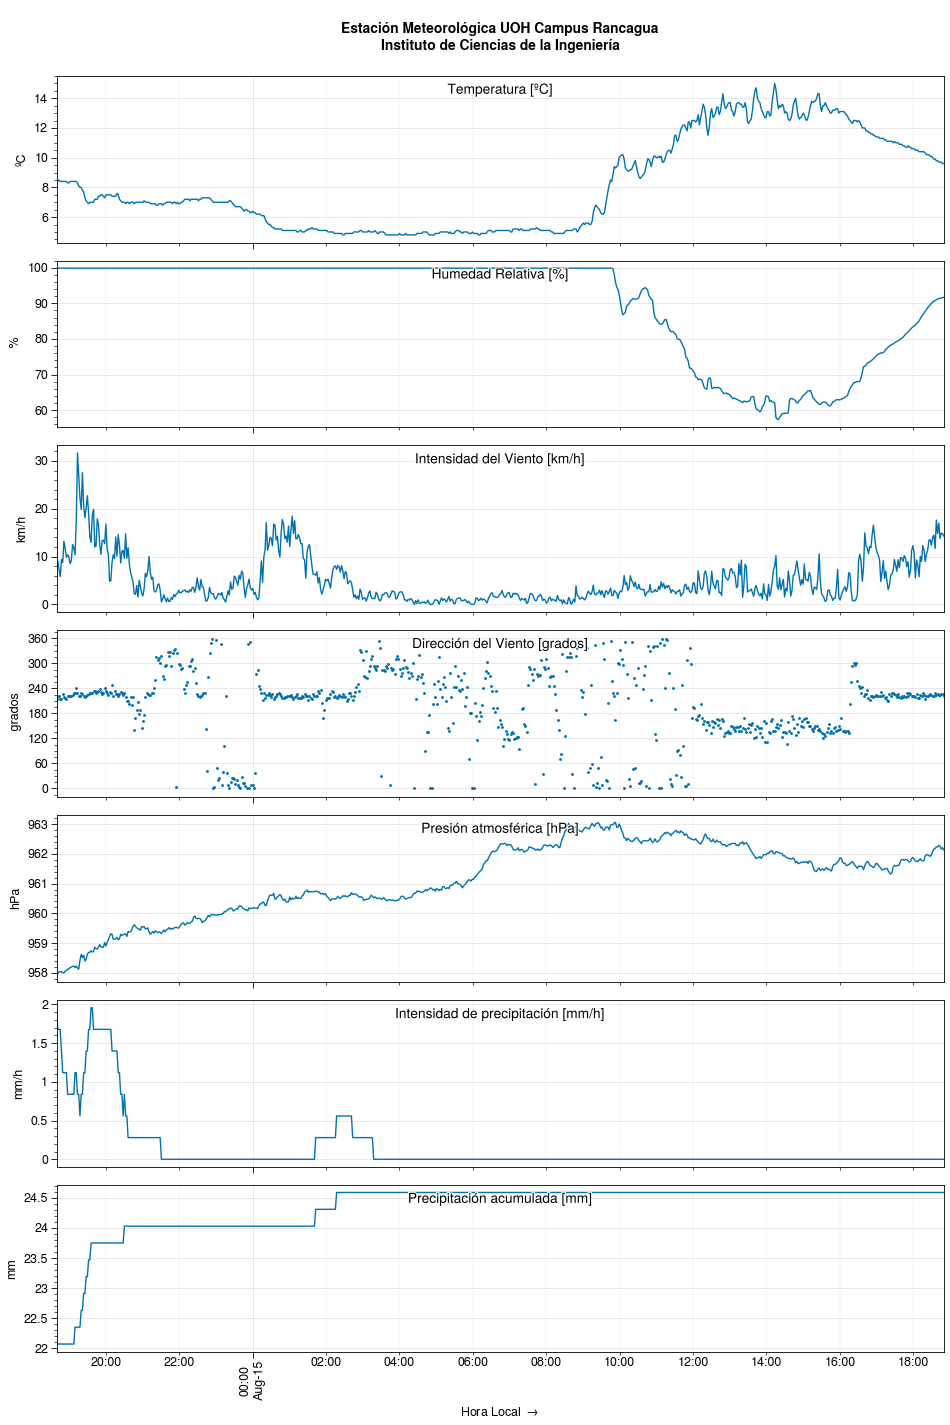 Estación Meteorológica UOH Campus Rancagua
Instituto de Ciencias de la Ingeniería
Temperatura [ºC]
ºC
14
12
10
8
6
Humedad Relativa [%]
%
100
90
80
70
60
Intensidad del Viento [km/h]
km/h
30
20
10
0
Dirección del Viento [grados]
grados
360
300
240
180
120
60
0
Presión atmosférica [hPa]
hPa
963
962
961
960
959
958
Intensidad de precipitación [mm/h]
mm/h
2
1.5
1
0.5
0
Precipitación acumulada [mm]
mm
24.5
24
23.5
23
22.5
22
20:00 22:00 00:00 02:00 04:00 06:00 08:00 10:00 12:00 14:00 16:00 18:00
Aug-15
Hora Local →